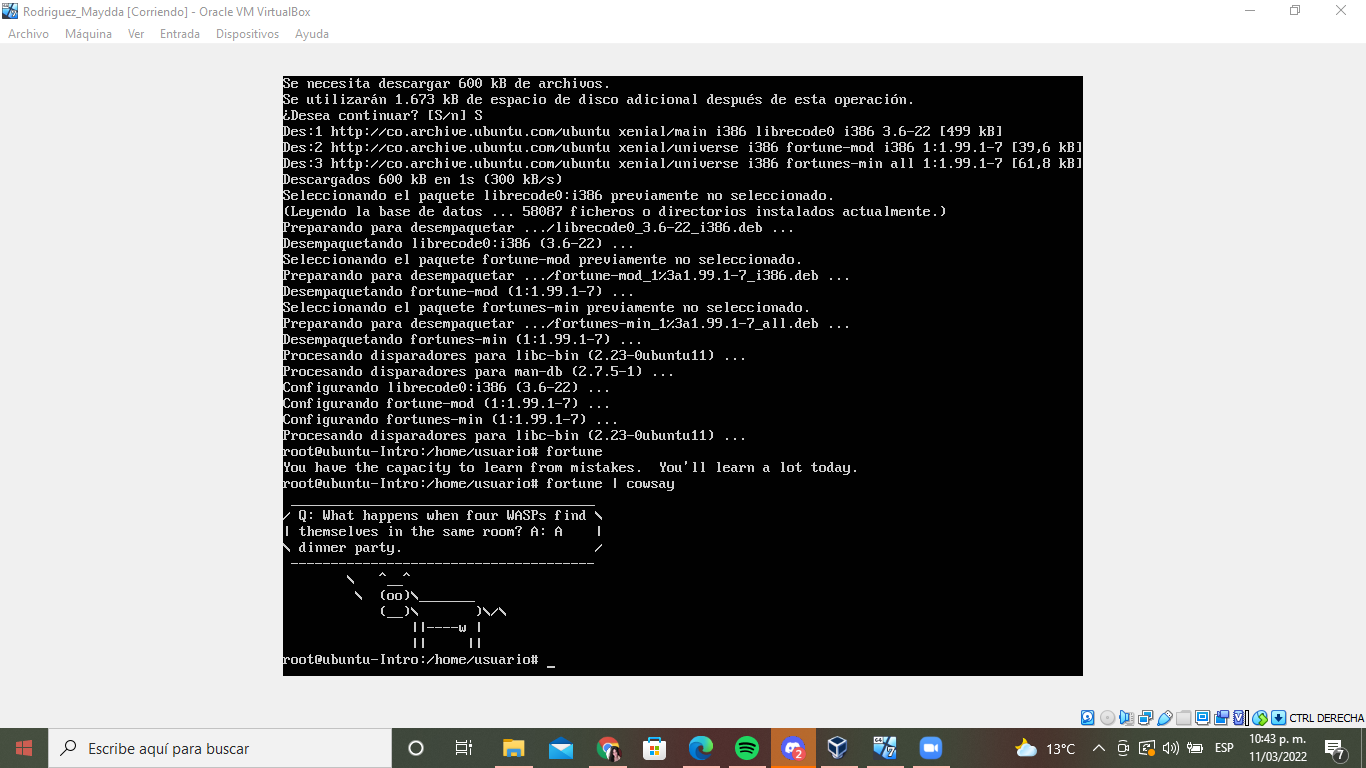 Rodriguez_Maydda [Corriendo] - Oracle VM VirtualBox
Archivo Máquina Ver Entrada Dispositivos Ayuda
Se necesita descargar 600 kB de archivos.
Se utilizarán 1.673 kB de espacio de disco adicional después de esta operación.
¿Desea continuar? [S/n] S
Des:1 http://co.archive.ubuntu.com/ubuntu xenial/main i386 librecode0 i386 3.6-22 [499 kB]
Des:2 http://co.archive.ubuntu.com/ubuntu xenial/universe i386 fortune-mod i386 1:1.99.1-7 [39,6 kB]
Des:3 http://co.archive.ubuntu.com/ubuntu xenial/universe i386 fortunes-min all 1:1.99.1-7 [61,8 kB]
Descargados 600 kB en 1s (300 kB/s)
Seleccionando el paquete librecode0:i386 previamente no seleccionado.
(Leyendo la base de datos ... 58087 ficheros o directorios instalados actualmente.)
Preparando para desempaquetar .../librecode0_3.6-22_i386.deb ...
Desempaquetando librecode0:i386 (3.6-22) ...
Seleccionando el paquete fortune-mod previamente no seleccionado.
Preparando para desempaquetar .../fortune-mod_1%3a1.99.1-7_i386.deb ...
Desempaquetando fortune-mod (1:1.99.1-7) ...
Seleccionando el paquete fortunes-min previamente no seleccionado.
Preparando para desempaquetar .../fortunes-min_1%3a1.99.1-7_all.deb ...
Desempaquetando fortunes-min (1:1.99.1-7) ...
Procesando disparadores para libc-bin (2.23-0ubuntu11) ...
Procesando disparadores para man-db (2.7.5-1) ...
Configurando librecode0:i386 (3.6-22) ...
Configurando fortune-mod (1:1.99.1-7) ...
Configurando fortunes-min (1:1.99.1-7) ...
Procesando disparadores para libc-bin (2.23-0ubuntu11) ...
root@ubuntu-Intro:/home/usuario# fortune
You have the capacity to learn from mistakes.  You'll learn a lot today.
root@ubuntu-Intro:/home/usuario# fortune | cowsay
 ______________________________________
/ Q: What happens when four WASPs find \
| themselves in the same room? A: A    |
\ dinner party.                        /
 --------------------------------------
        \   ^__^
         \  (oo)\_______
            (__)\       )\/\
                ||----w |
                ||     ||
root@ubuntu-Intro:/home/usuario# _
CTRL DERECHA
Escribe aquí para buscar
2
64
13°C
ESP
10:43 p. m.
11/03/2022
7